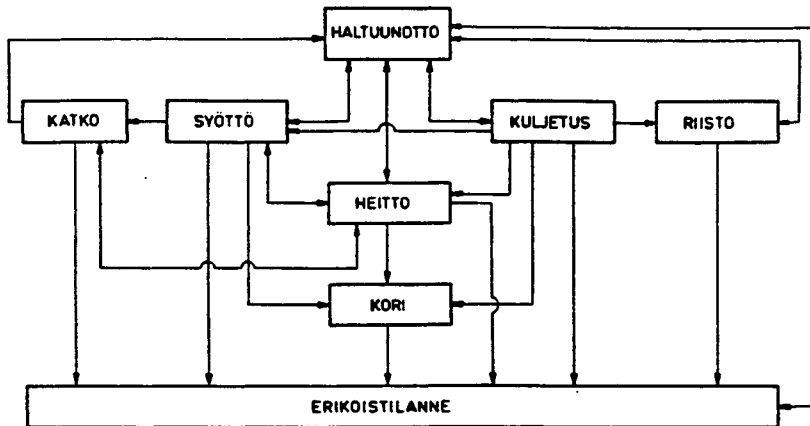 HALTUUNOTTO
KATKO
SYÖTTÖ
KULJETUS
RIISTO
HEITTO
KORI
ERIKOISTILANNE